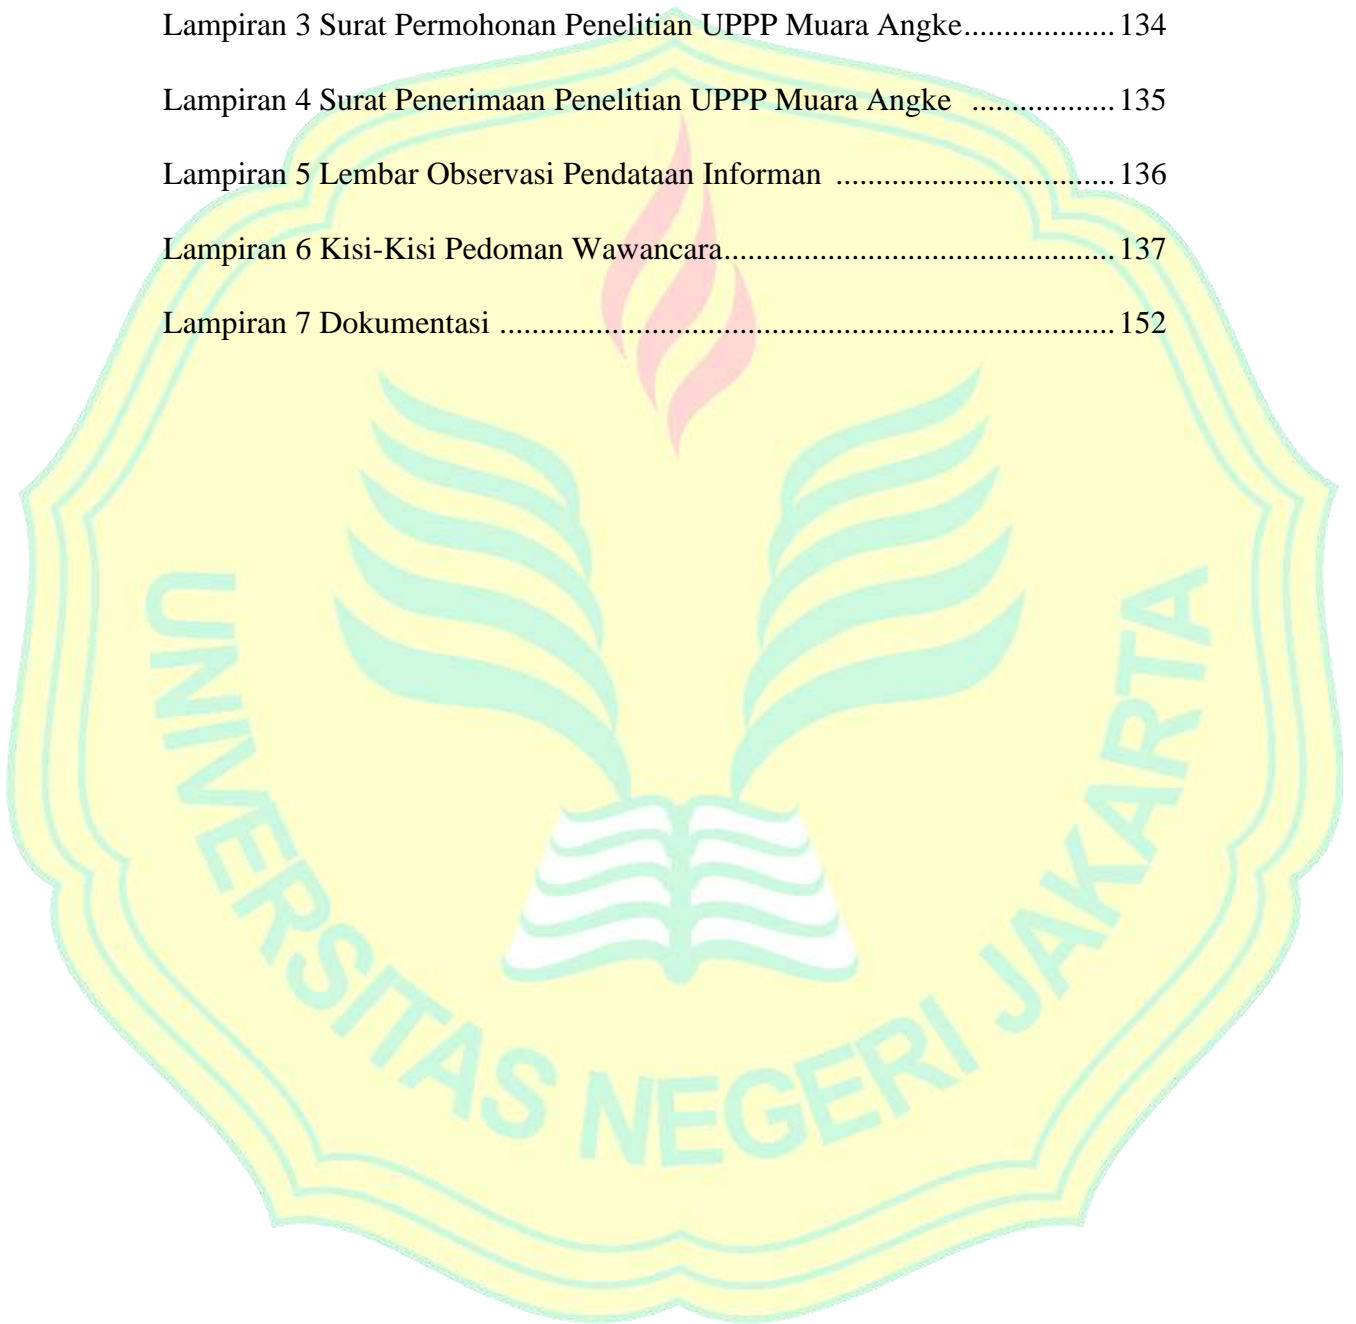 Lampiran 3 Surat Permohonan Penelitian UPPP Muara Angke................... 134
Lampiran 4 Surat Penerimaan Penelitian UPPP Muara Angke .................. 135
Lampiran 5 Lembar Observasi Pendataan Informan ................................... 136
Lampiran 6 Kisi-Kisi Pedoman Wawancara................................................. 137
Lampiran 7 Dokumentasi ............................................................................. 152
UNIVERSITAS NEGERI JAKARTA